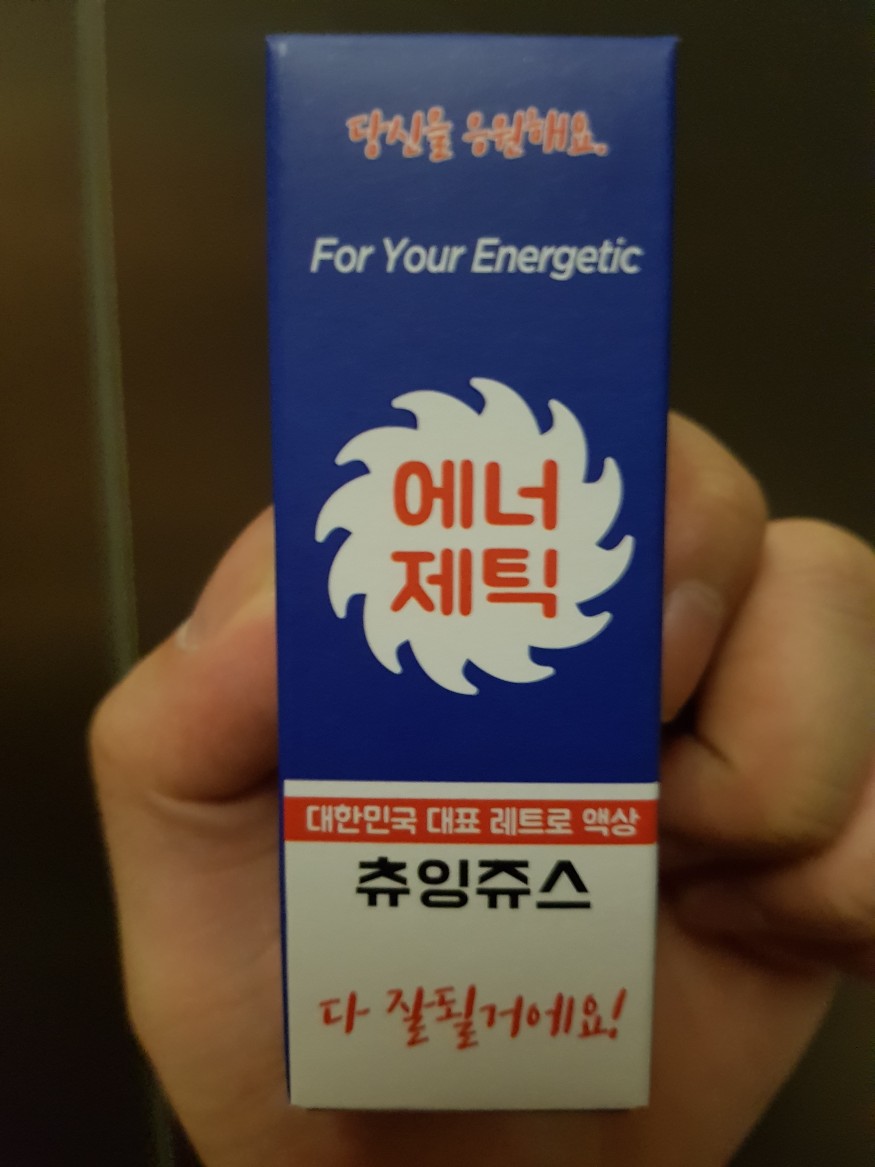 당신을 응원해요.
For Your Energetic
에너
제틱
대한민국 대표 레트로 액상
츄잉쥬스
다 잘될거에요!